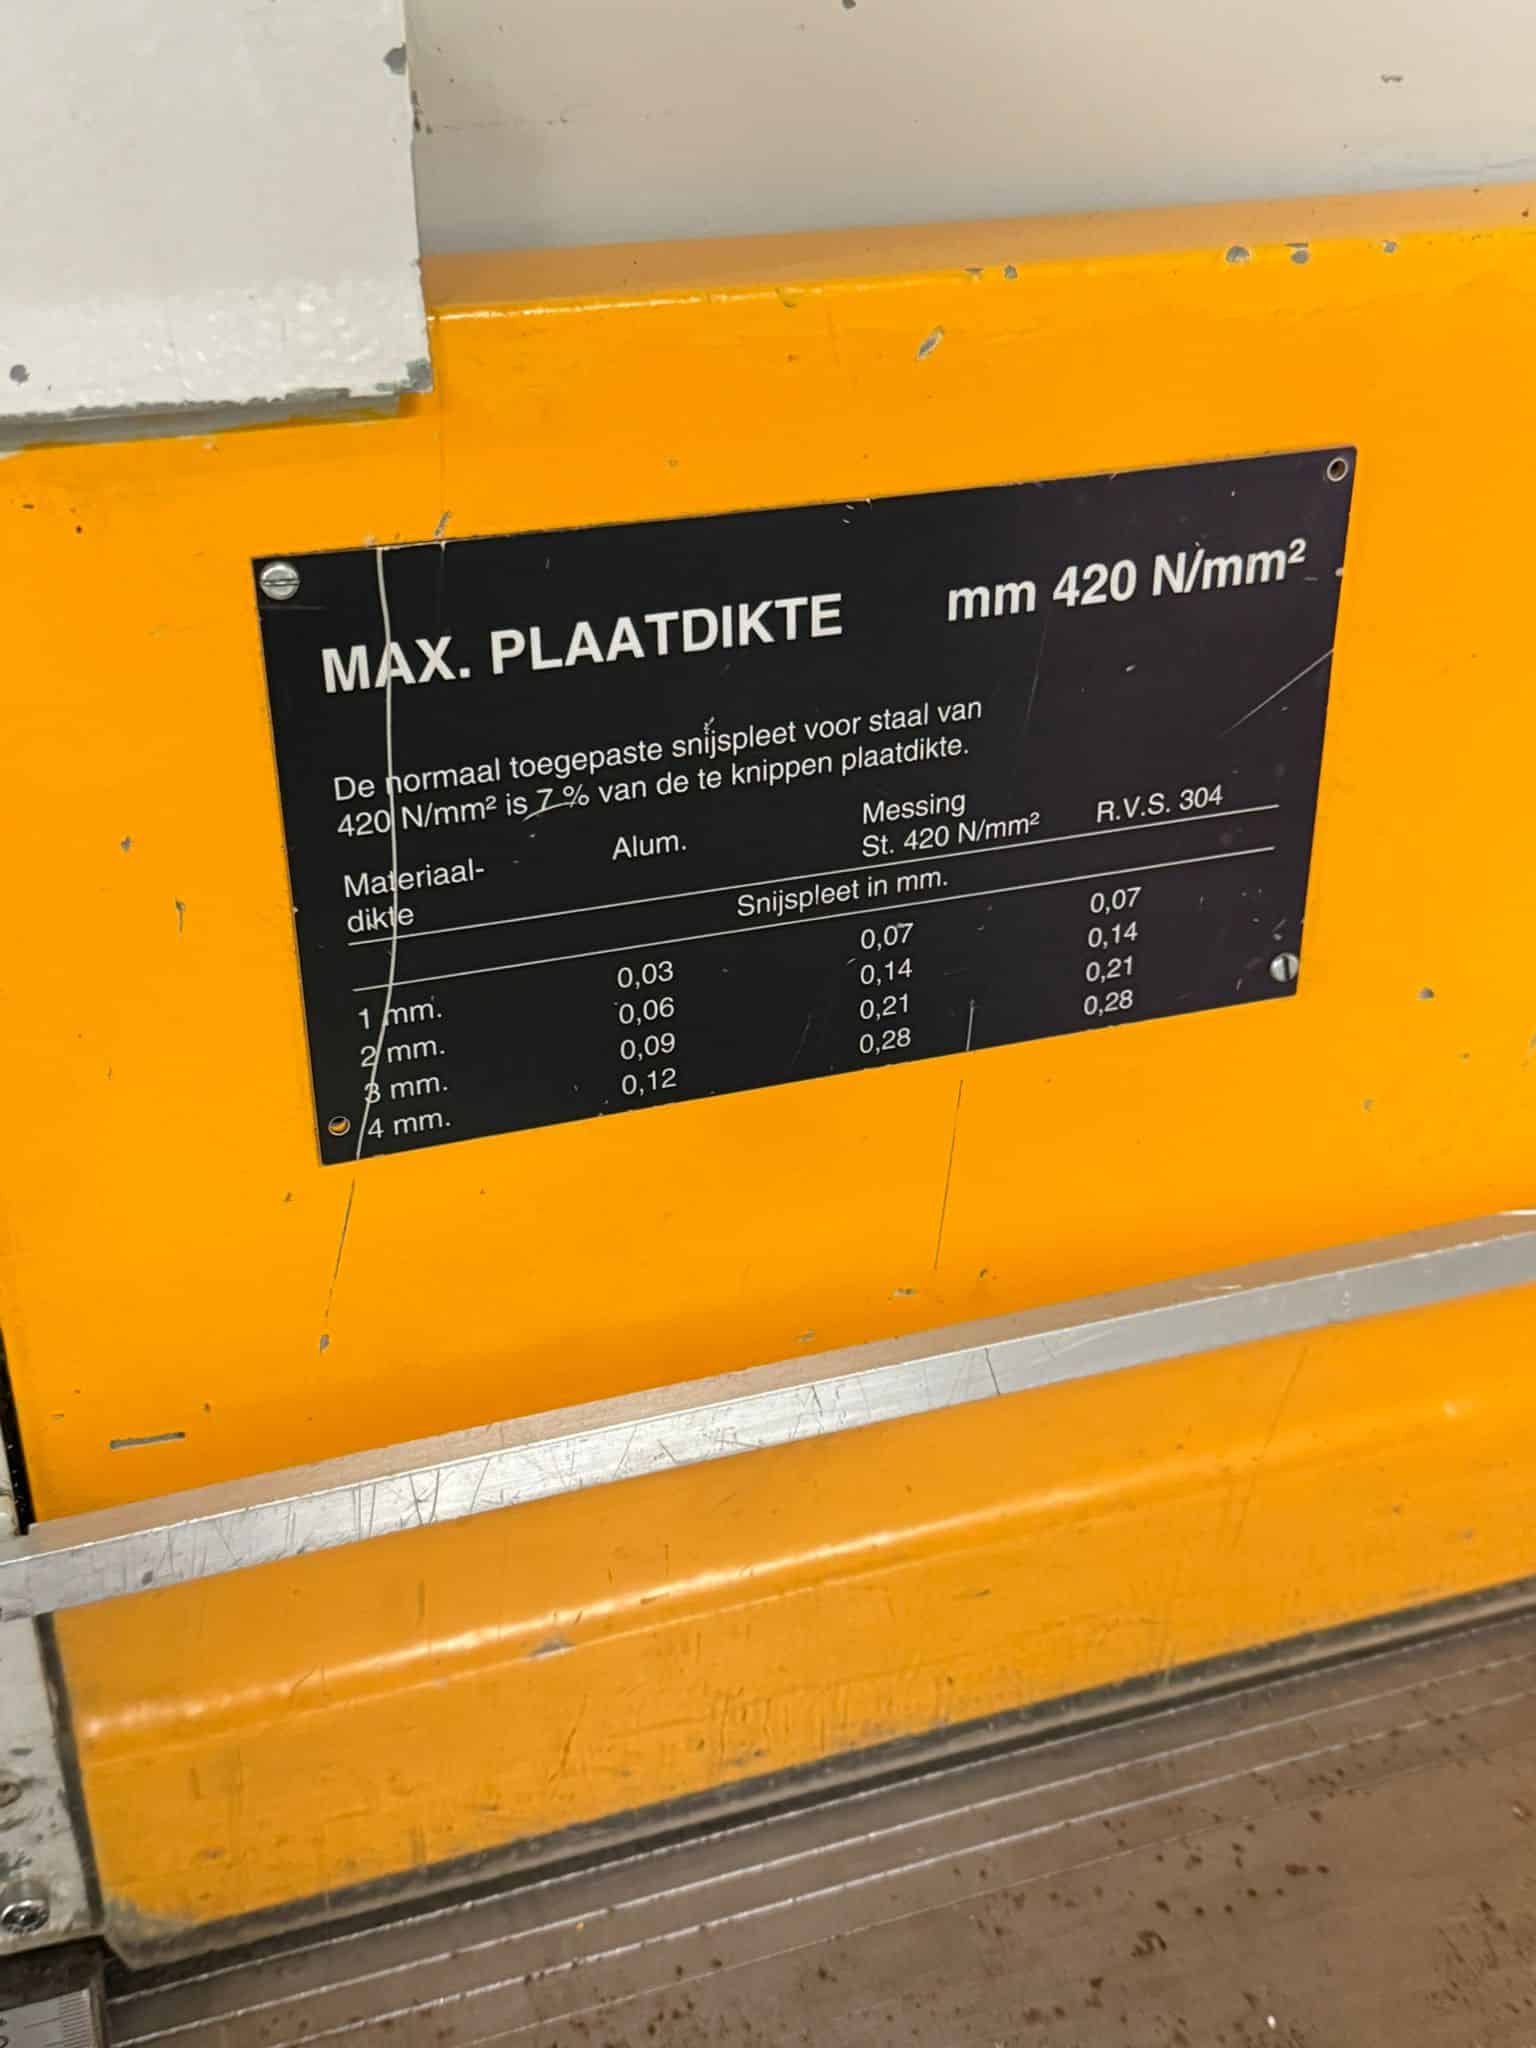 MAX. PLAATDIKTE mm 420 N/mm²
De normaal toegepaste snijspleet voor staal van
420 N/mm² is 7 % van de te knippen plaatdikte.
Materiaal-
dikte Alum. Messing
St. 420 N/mm² R.V.S. 304
Snijspleet in mm.
1 mm. 0,03 0,07 0,07
2 mm. 0,06 0,14 0,14
3 mm. 0,09 0,21 0,21
4 mm. 0,12 0,28 0,28